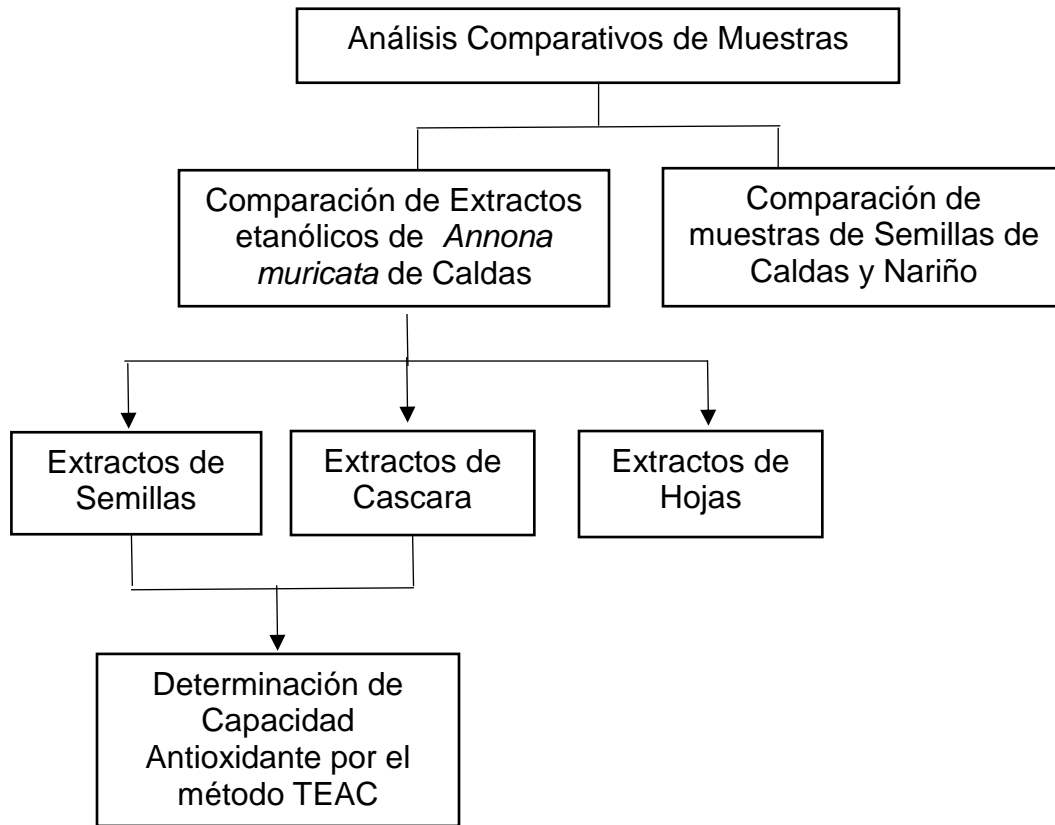 Análisis Comparativos de Muestras
Comparación de Extractos
etanólicos de Annona
muricata de Caldas
Comparación de
muestras de Semillas de
Caldas y Nariño
Extractos de
Semillas
Extractos de
Cascara
Extractos de
Hojas
Determinación de
Capacidad
Antioxidante por el
método TEAC